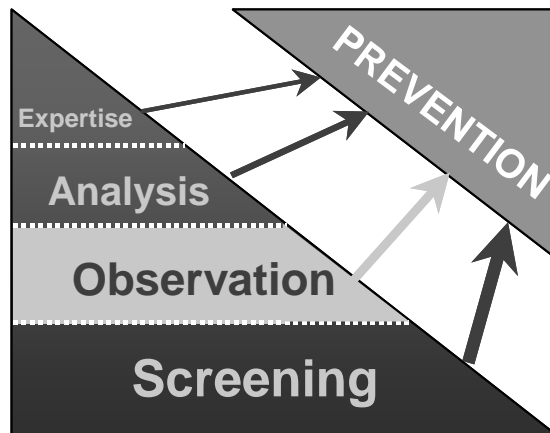 PREVENTION
Expertise
Analysis
Observation
Screening